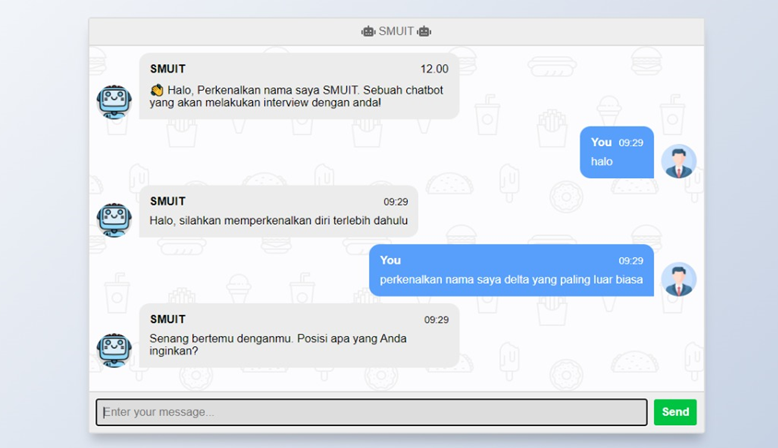 SMUIT
SMUIT 12.00
👏 Halo, Perkenalkan nama saya SMUIT. Sebuah chatbot
yang akan melakukan interview dengan anda!
You 09:29
halo
SMUIT 09:29
Halo, silahkan memperkenalkan diri terlebih dahulu
You 09:29
perkenalkan nama saya delta yang paling luar biasa
SMUIT 09:29
Senang bertemu denganmu. Posisi apa yang Anda
inginkan?
Enter your message...
Send